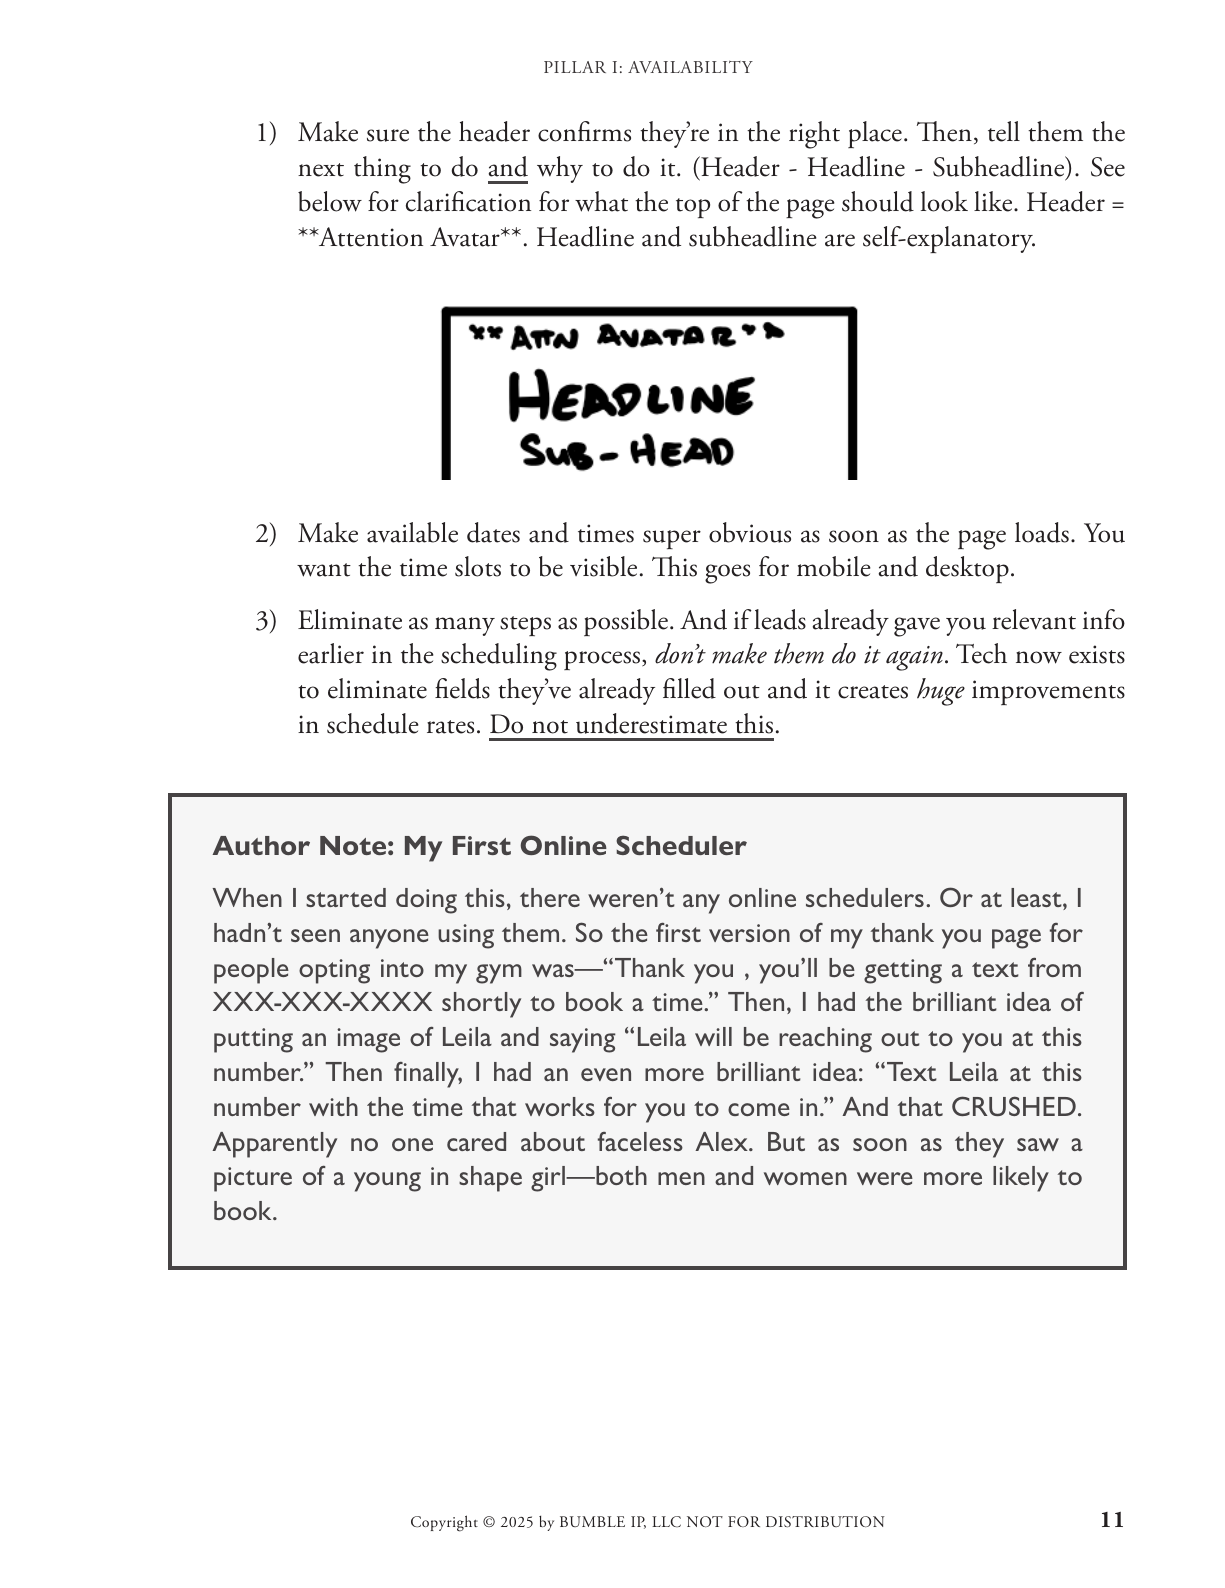 PILLAR I: AVAILABILITY
1) Make sure the header confirms they’re in the right place. Then, tell them the
next thing to do and why to do it. (Header - Headline - Subheadline). See
below for clarification for what the top of the page should look like. Header =
**Attention Avatar**. Headline and subheadline are self-explanatory.
**ATTN AVATAR**
HEADLINE
SUB-HEAD
2) Make available dates and times super obvious as soon as the page loads. You
want the time slots to be visible. This goes for mobile and desktop.
3) Eliminate as many steps as possible. And if leads already gave you relevant info
earlier in the scheduling process, don’t make them do it again. Tech now exists
to eliminate fields they’ve already filled out and it creates huge improvements
in schedule rates. Do not underestimate this.
Author Note: My First Online Scheduler
When I started doing this, there weren’t any online schedulers. Or at least, I
hadn’t seen anyone using them. So the first version of my thank you page for
people opting into my gym was—“Thank you , you’ll be getting a text from
XXX-XXX-XXXX shortly to book a time.” Then, I had the brilliant idea of
putting an image of Leila and saying “Leila will be reaching out to you at this
number.” Then finally, I had an even more brilliant idea: “Text Leila at this
number with the time that works for you to come in.” And that CRUSHED.
Apparently no one cared about faceless Alex. But as soon as they saw a
picture of a young in shape girl—both men and women were more likely to
book.
Copyright © 2025 by BUMBLE IP, LLC NOT FOR DISTRIBUTION
11